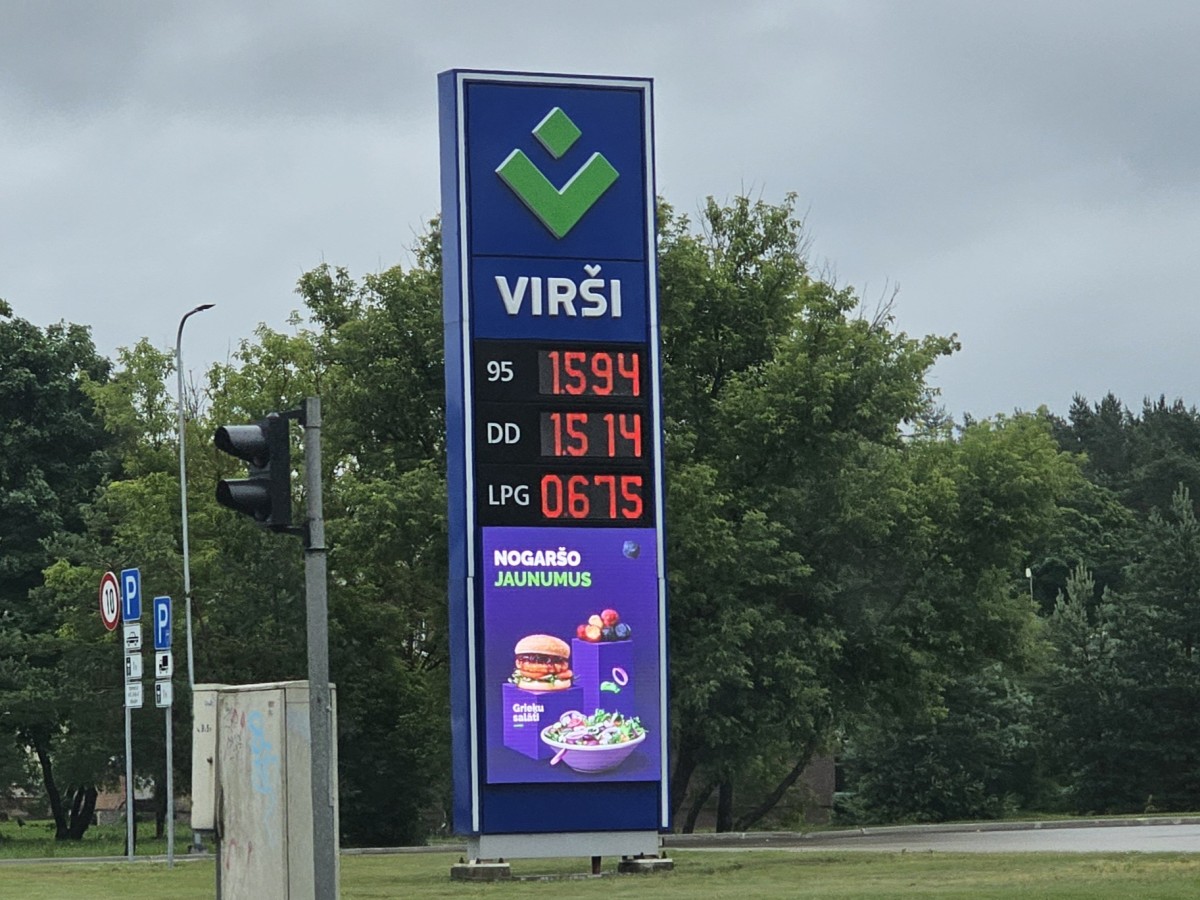 VIRŠI
95 1.594
DD 1.514
LPG 0.675
NOGARŠO
JAUNUMUS
Grieķu
salāti
10
P
P